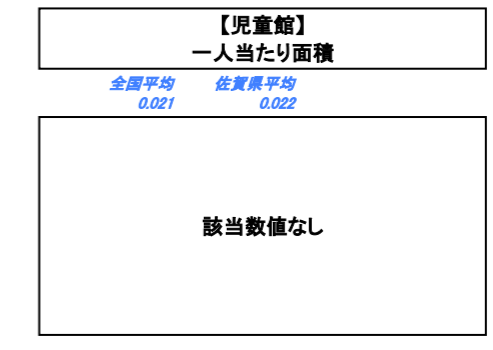 【児童館】
一人当たり面積
全国平均 佐賀県平均
0.021 0.022
該当数値なし